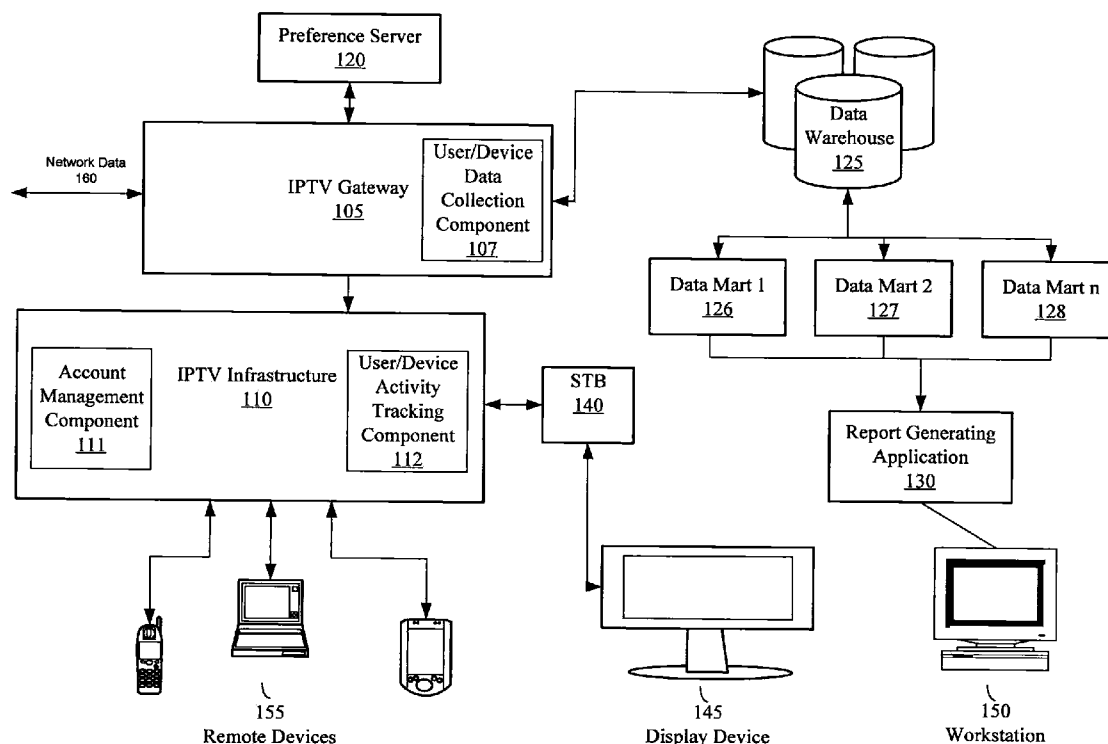 Preference Server
120
Network Data
160
IPTV Gateway
105
User/Device
Data
Collection
Component
107
Data
Warehouse
125
Data Mart 1
126
Data Mart 2
127
Data Mart n
128
Account
Management
Component
111
IPTV Infrastructure
110
User/Device
Activity
Tracking
Component
112
STB
140
Report Generating
Application
130
155
Remote Devices
145
Display Device
150
Workstation